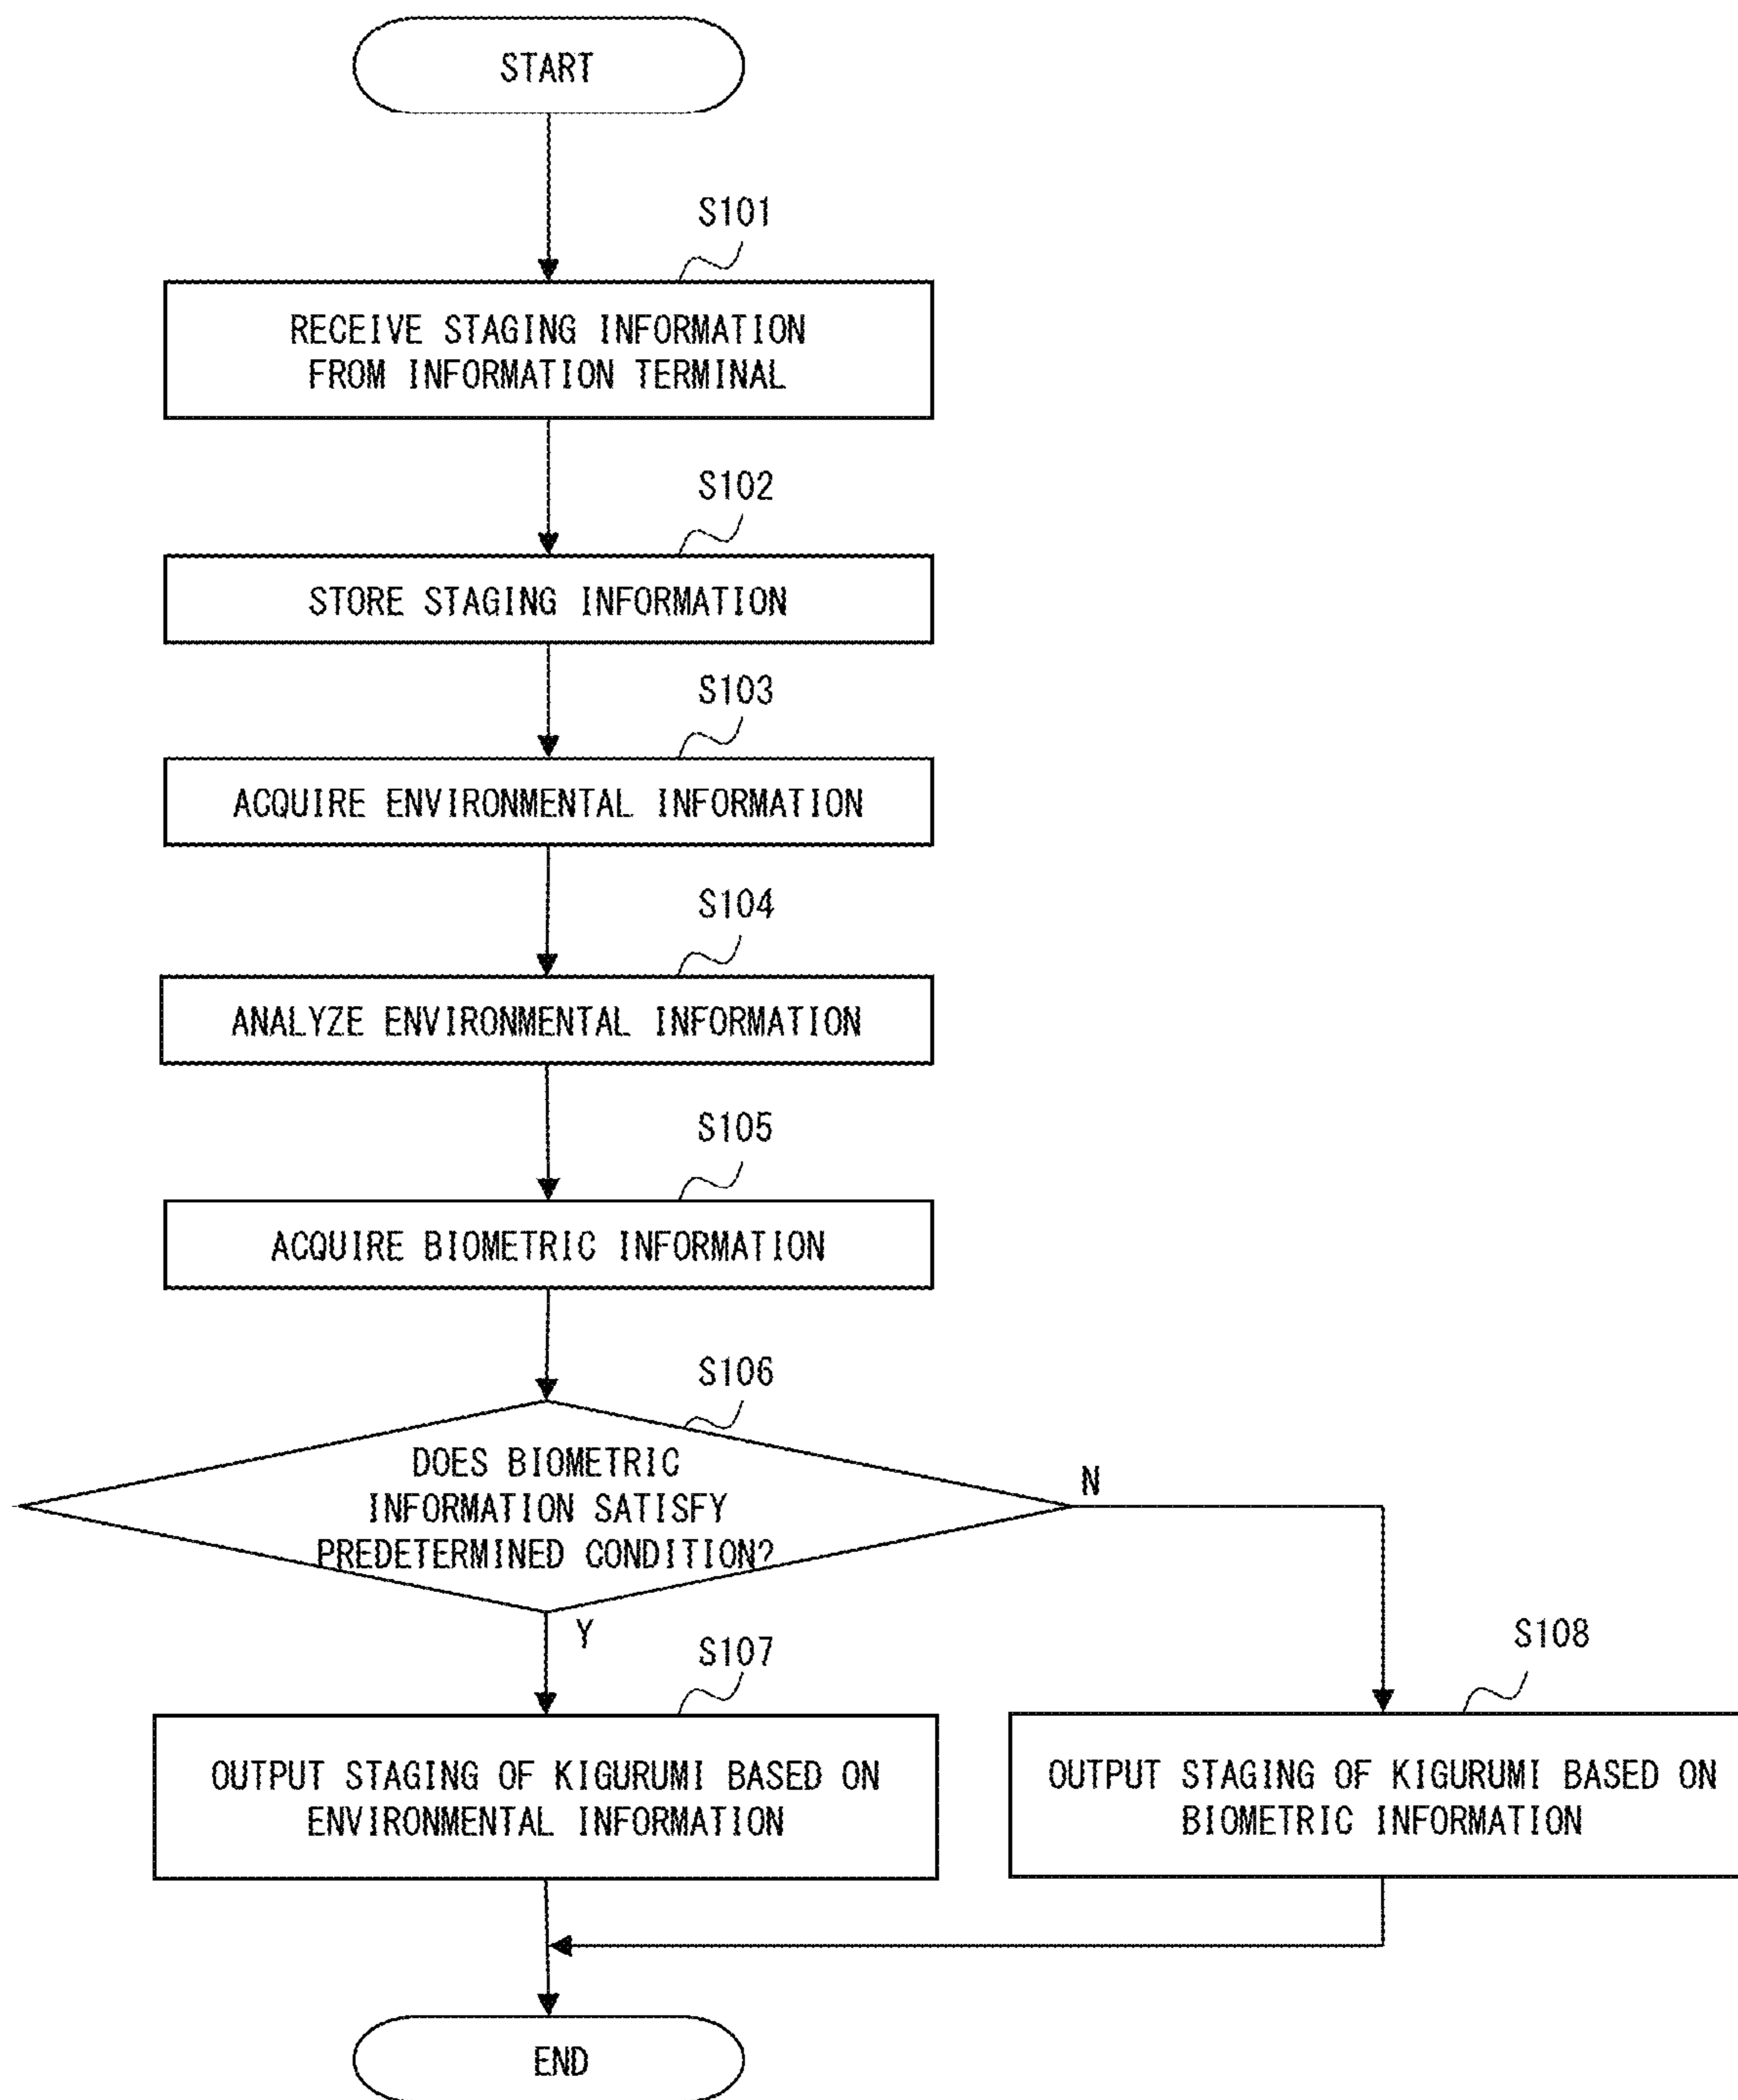 START
S101
RECEIVE STAGING INFORMATION
FROM INFORMATION TERMINAL
S102
STORE STAGING INFORMATION
S103
ACQUIRE ENVIRONMENTAL INFORMATION
S104
ANALYZE ENVIRONMENTAL INFORMATION
S105
ACQUIRE BIOMETRIC INFORMATION
S106
DOES BIOMETRIC
INFORMATION SATISFY
PREDETERMINED CONDITION?
N
Y
S107
OUTPUT STAGING OF KIGURUMI BASED ON
ENVIRONMENTAL INFORMATION
S108
OUTPUT STAGING OF KIGURUMI BASED ON
BIOMETRIC INFORMATION
END